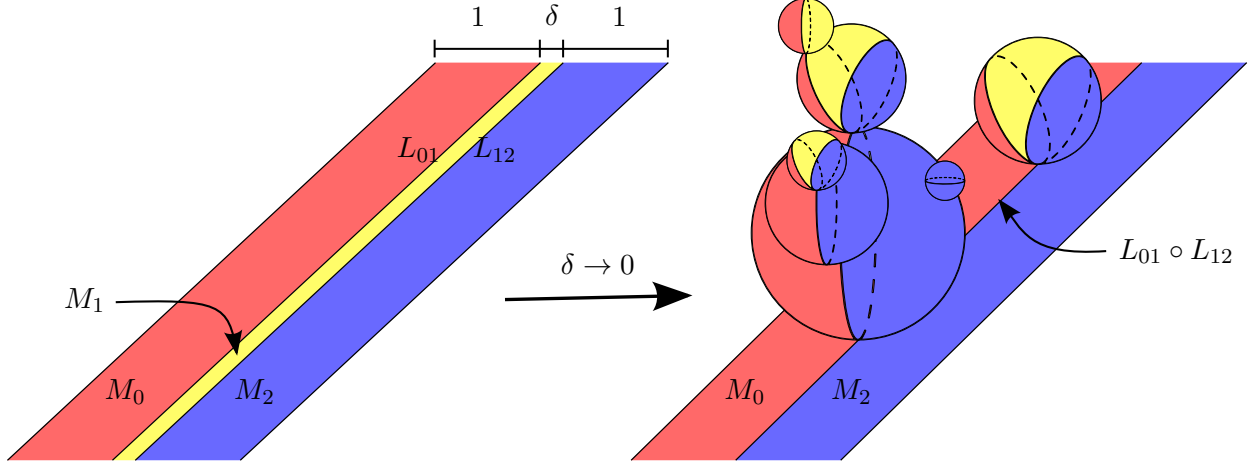 1 δ 1
L₀₁ L₁₂
M₁
M₀ M₂
δ → 0
L₀₁ ∘ L₁₂
M₀ M₂